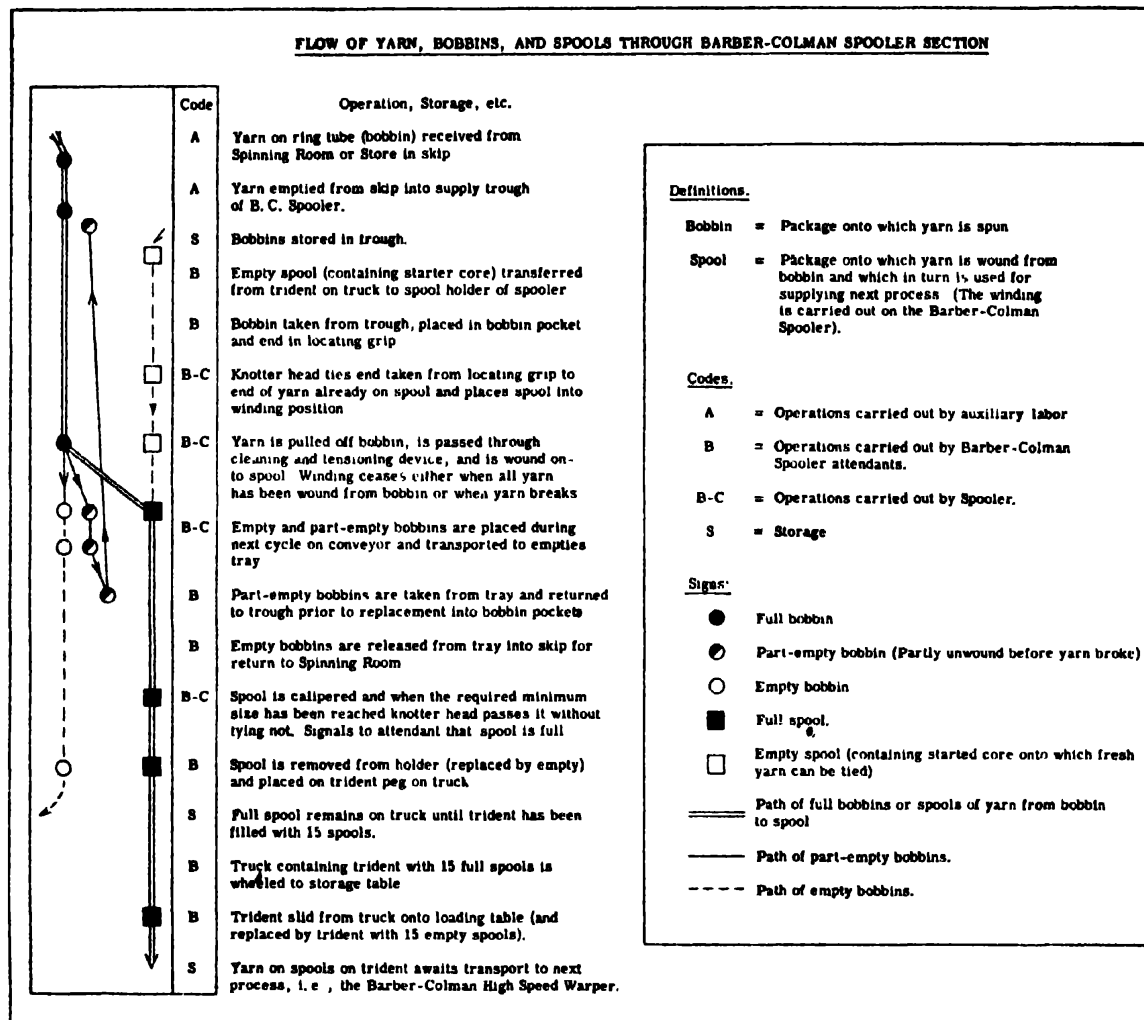 FLOW OF YARN, BOBBINS, AND SPOOLS THROUGH BARBER-COLMAN SPOOLER SECTION
Code Operation, Storage, etc.
A Yarn on ring tube (bobbin) received from
Spinning Room or Store in skip
A Yarn emptied from skip into supply trough
of B. C. Spooler.
S Bobbins stored in trough.
B Empty spool (containing starter core) transferred
from trident on truck to spool holder of spooler
B Bobbin taken from trough, placed in bobbin pocket
and end in locating grip
B-C Knotter head ties end taken from locating grip to
end of yarn already on spool and places spool into
winding position
B-C Yarn is pulled off bobbin, is passed through
cleaning and tensioning device, and is wound on-
to spool Winding ceases either when all yarn
has been wound from bobbin or when yarn breaks
B-C Empty and part-empty bobbins are placed during
next cycle on conveyor and transported to empties
tray
B Part-empty bobbins are taken from tray and returned
to trough prior to replacement into bobbin pockets
B Empty bobbins are released from tray into skip for
return to Spinning Room
B-C Spool is calipered and when the required minimum
size has been reached knotter head passes it without
tying not. Signals to attendant that spool is full
B Spool is removed from holder (replaced by empty)
and placed on trident peg on truck
S Full spool remains on truck until trident has been
filled with 15 spools.
B Truck containing trident with 15 full spools is
wheeled to storage table
B Trident slid from truck onto loading table (and
replaced by trident with 15 empty spools).
S Yarn on spools on trident awaits transport to next
process, i. e , the Barber-Colman High Speed Warper.
Definitions.
Bobbin = Package onto which yarn is spun
Spool = Package onto which yarn is wound from
bobbin and which in turn is used for
supplying next process (The winding
is carried out on the Barber-Colman
Spooler).
Codes.
A = Operations carried out by auxiliary labor
B = Operations carried out by Barber-Colman
Spooler attendants.
B-C = Operations carried out by Spooler.
S = Storage
Signs:
Full bobbin
Part-empty bobbin (Partly unwound before yarn broke)
Empty bobbin
Full spool.
Empty spool (containing started core onto which fresh
yarn can be tied)
Path of full bobbins or spools of yarn from bobbin
to spool
Path of part-empty bobbins.
Path of empty bobbins.